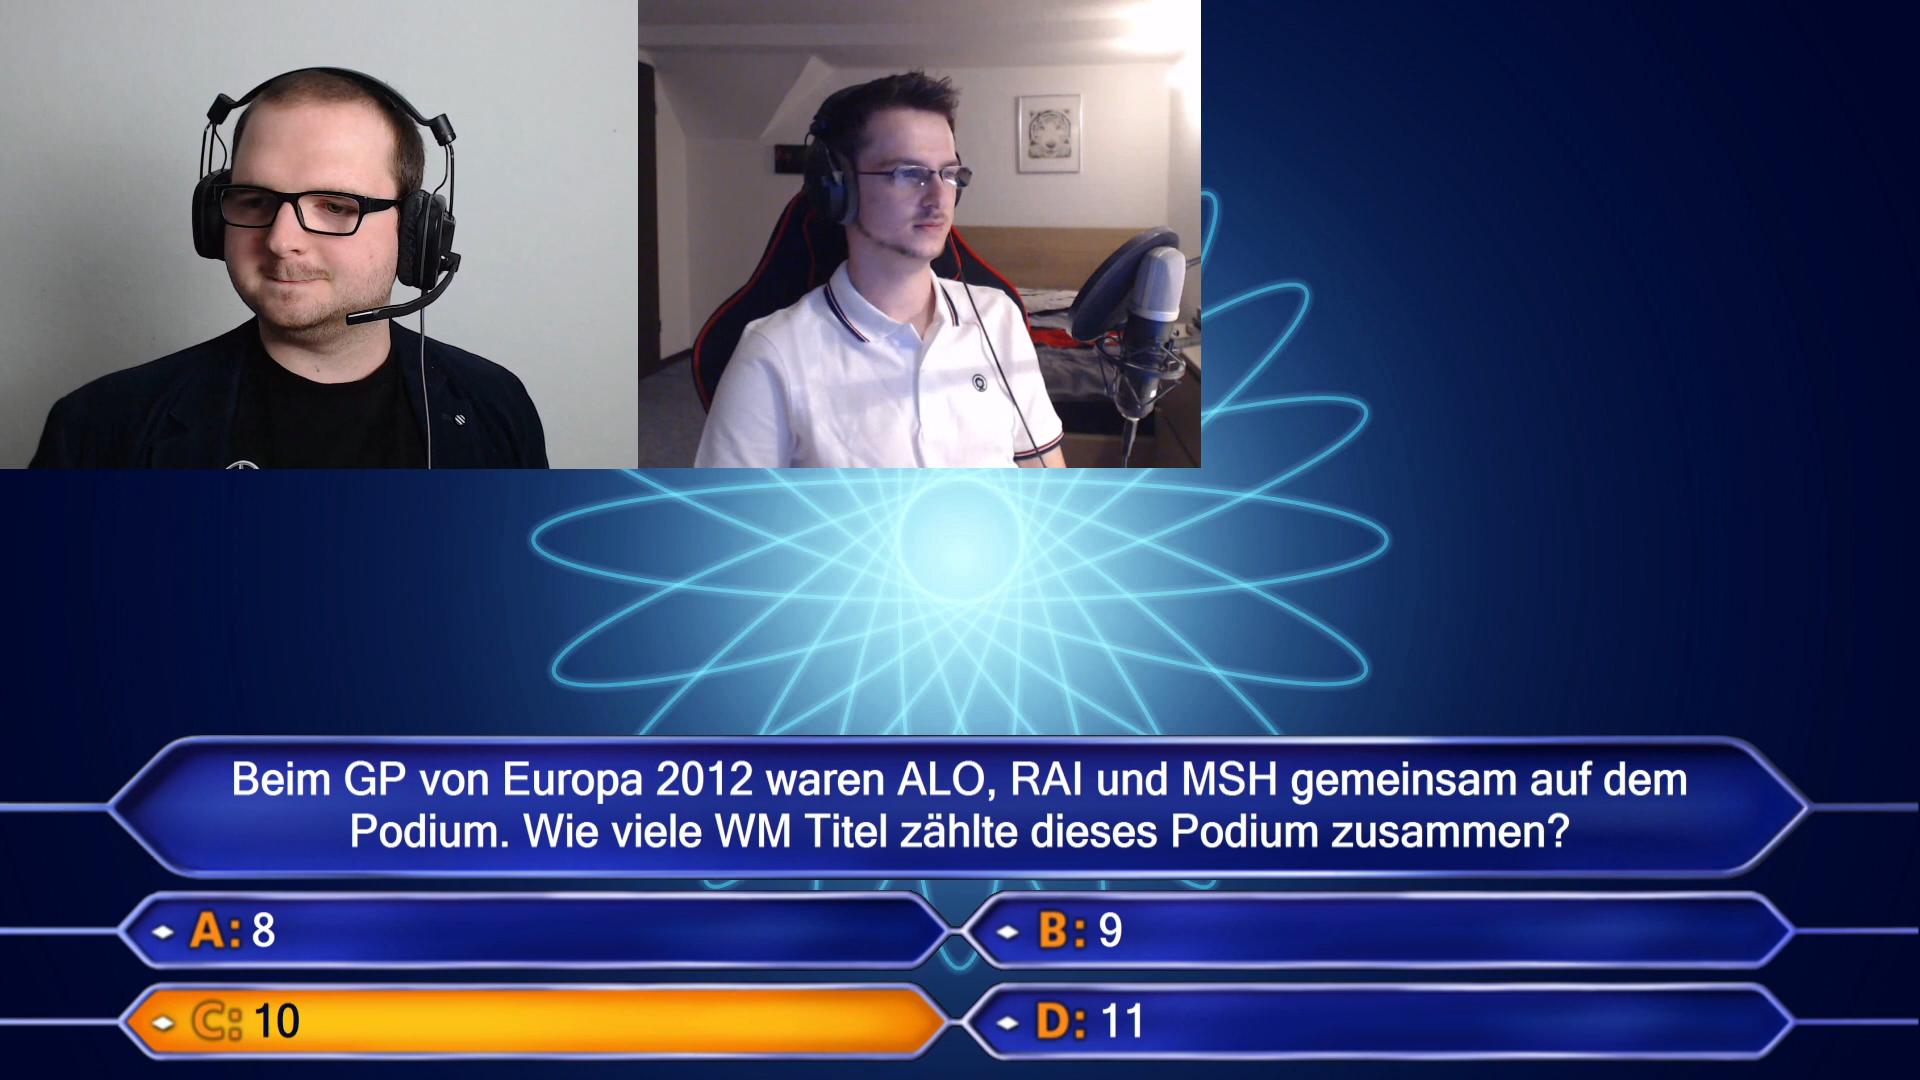 Beim GP von Europa 2012 waren ALO, RAI und MSH gemeinsam auf dem
Podium. Wie viele WM Titel zählte dieses Podium zusammen?
A: 8
B: 9
C: 10
D: 11